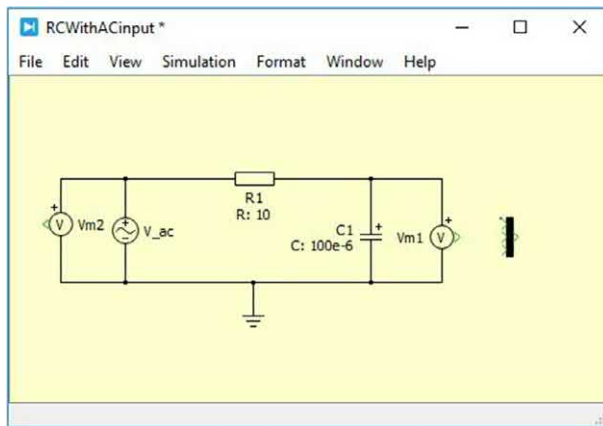 RCWithACinput *
File Edit View Simulation Format Window Help
R1
R: 10
+
V Vm2
+
V_ac
C1 +
C: 100e-6
+
Vm1 V